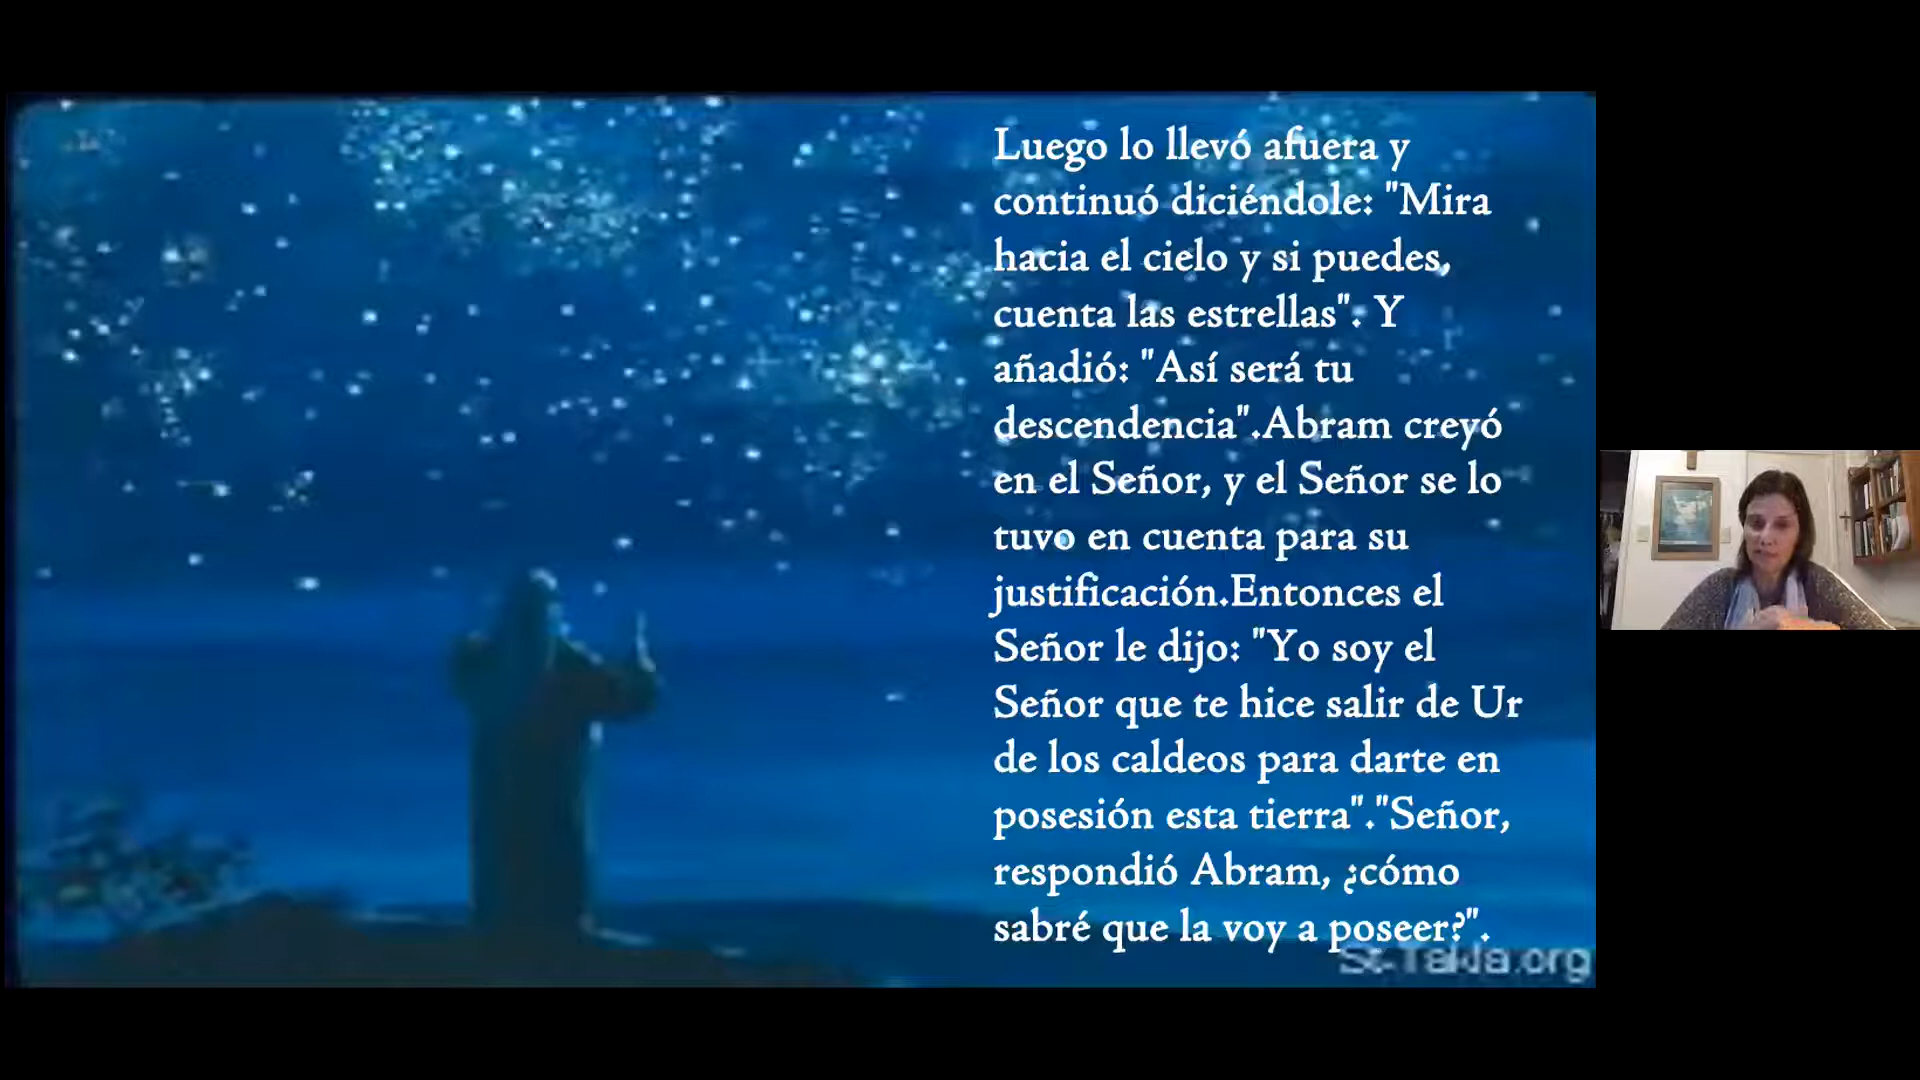 Luego lo llevó afuera y
continuó diciéndole: "Mira
hacia el cielo y si puedes,
cuenta las estrellas". Y
añadió: "Así será tu
descendencia".Abram creyó
en el Señor, y el Señor se lo
tuvo en cuenta para su
justificación.Entonces el
Señor le dijo: "Yo soy el
Señor que te hice salir de Ur
de los caldeos para darte en
posesión esta tierra"."Señor,
respondió Abram, ¿cómo
sabré que la voy a poseer?".
St-Takla.org